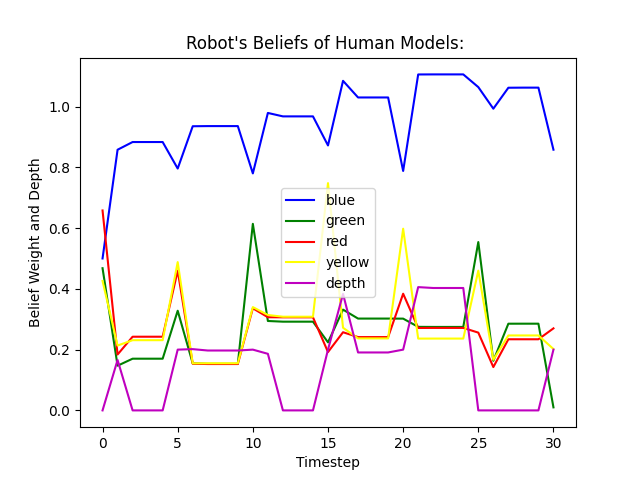 Robot's Beliefs of Human Models:
Belief Weight and Depth
1.0
0.8
0.6
0.4
0.2
0.0
blue
green
red
yellow
depth
0 5 10 15 20 25 30
Timestep